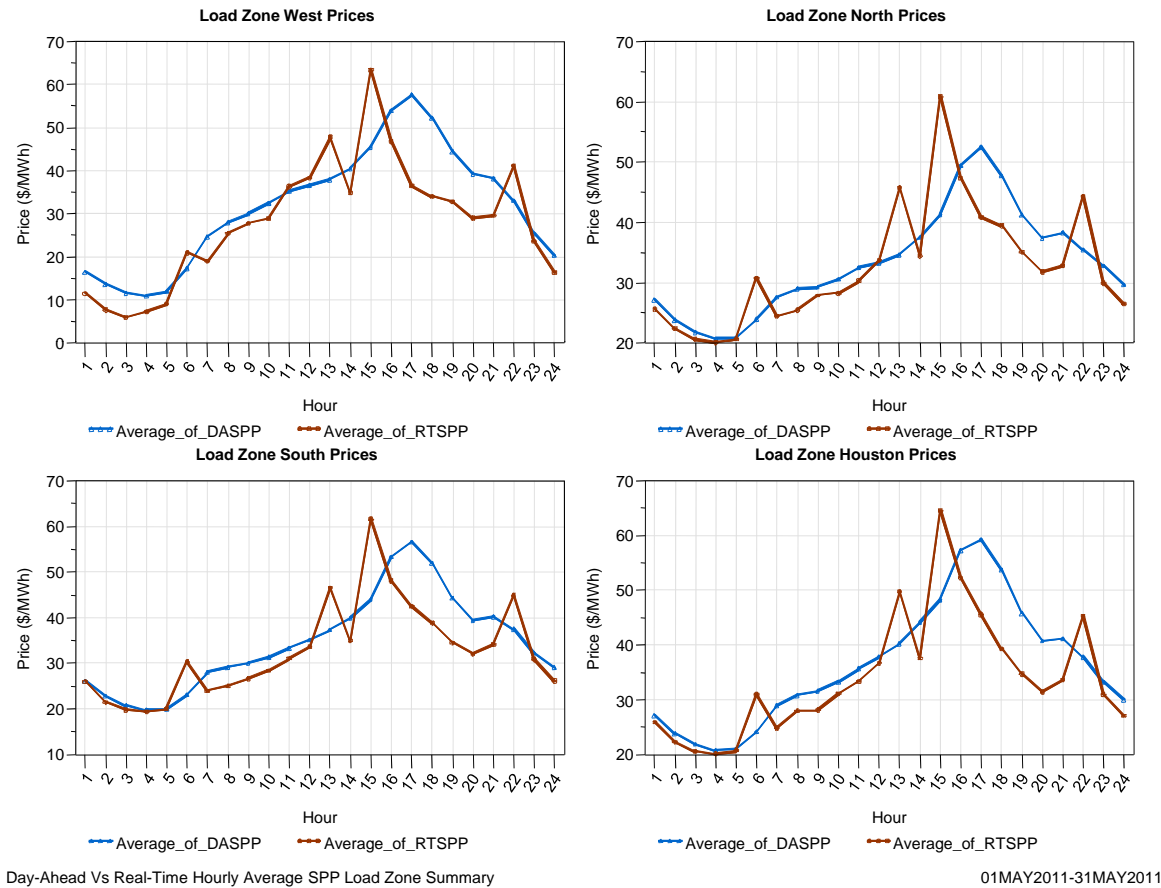 Load Zone West Prices
Price ($/MWh)
70
60
50
40
30
20
10
0
1 2 3 4 5 6 7 8 9 10 11 12 13 14 15 16 17 18 19 20 21 22 23 24
Hour
Average_of_DASPP Average_of_RTSPP
Load Zone North Prices
Price ($/MWh)
70
60
50
40
30
20
1 2 3 4 5 6 7 8 9 10 11 12 13 14 15 16 17 18 19 20 21 22 23 24
Hour
Average_of_DASPP Average_of_RTSPP
Load Zone South Prices
Price ($/MWh)
70
60
50
40
30
20
10
1 2 3 4 5 6 7 8 9 10 11 12 13 14 15 16 17 18 19 20 21 22 23 24
Hour
Average_of_DASPP Average_of_RTSPP
Load Zone Houston Prices
Price ($/MWh)
70
60
50
40
30
20
1 2 3 4 5 6 7 8 9 10 11 12 13 14 15 16 17 18 19 20 21 22 23 24
Hour
Average_of_DASPP Average_of_RTSPP
Day-Ahead Vs Real-Time Hourly Average SPP Load Zone Summary
01MAY2011-31MAY2011